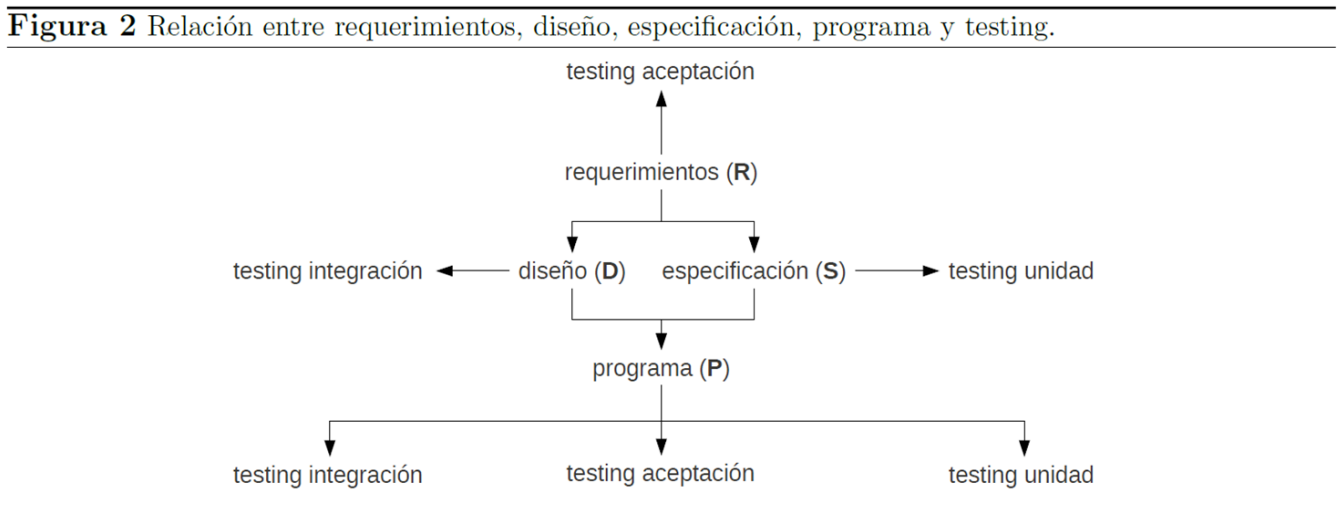 Figura 2 Relación entre requerimientos, diseño, especificación, programa y testing.
testing aceptación
requerimientos (R)
testing integración diseño (D) especificación (S) testing unidad
programa (P)
testing integración testing aceptación testing unidad